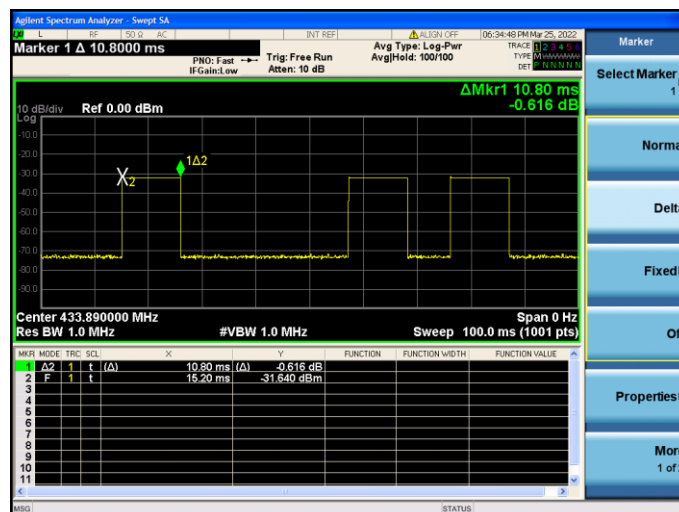 Agilent Spectrum Analyzer - Swept SA
L RF 50 Ω AC INT REF ALIGN OFF 06:34:48 PM Mar 25, 2022
Marker 1 Δ 10.8000 ms
PNO: Fast
IFGain:Low
Trig: Free Run
Atten: 10 dB
Avg Type: Log-Pwr
Avg|Hold: 100/100
TRACE 1 2 3 4 5 6
TYPE M
DET P N N N N N
ΔMkr1 10.80 ms
-0.616 dB
10 dB/div Ref 0.00 dBm
Log
-10.0
-20.0
-30.0
-40.0
-50.0
-60.0
-70.0
-80.0
-90.0
X2
1Δ2
Center 433.890000 MHz Span 0 Hz
Res BW 1.0 MHz #VBW 1.0 MHz Sweep 100.0 ms (1001 pts)
MKR MODE TRC SCL X Y FUNCTION FUNCTION WIDTH FUNCTION VALUE
1 Δ2 1 t (Δ) 10.80 ms (Δ) -0.616 dB
2 F 1 t 15.20 ms -31.640 dBm
3
4
5
6
7
8
9
10
11
MSG STATUS
Marker
Select Marker
1
Norma
Delt
Fixed
Of
Properties
More
1 of